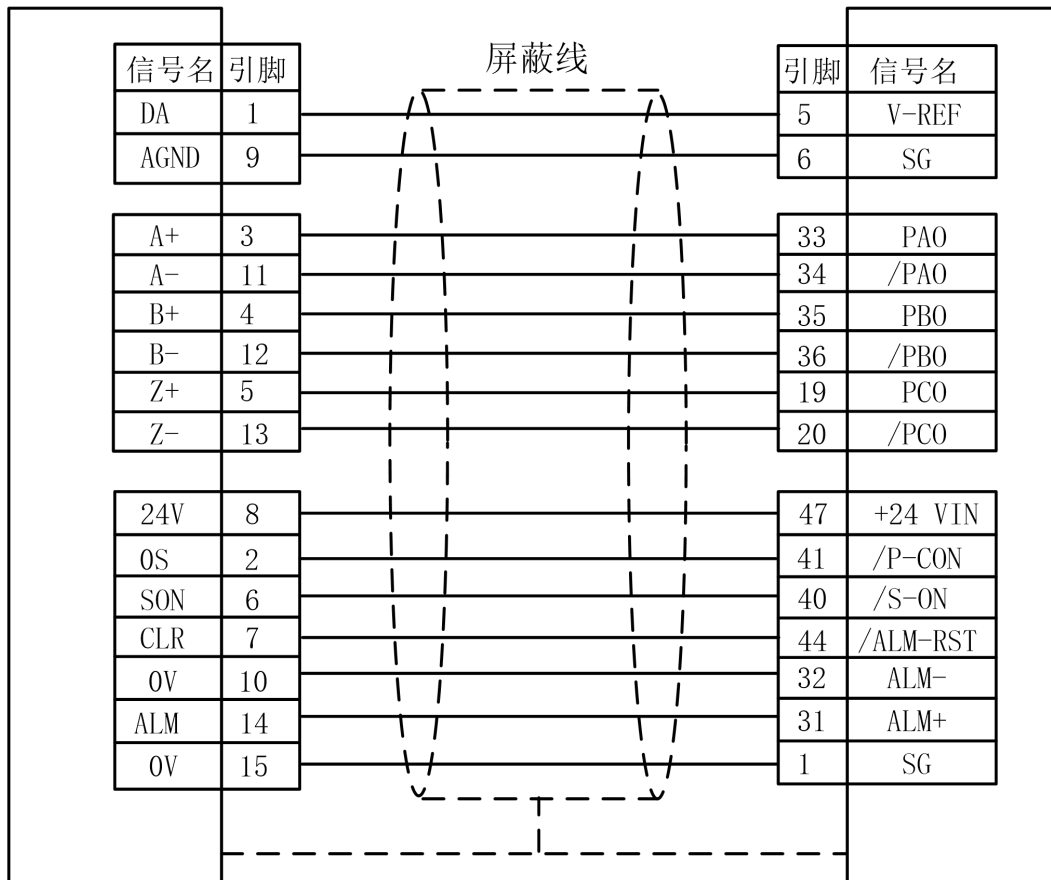 屏蔽线
信号名 引脚 引脚 信号名
DA 1 5 V-REF
AGND 9 6 SG
A+ 3 33 PAO
A- 11 34 /PAO
B+ 4 35 PBO
B- 12 36 /PBO
Z+ 5 19 PCO
Z- 13 20 /PCO
24V 8 47 +24 VIN
OS 2 41 /P-CON
SON 6 40 /S-ON
CLR 7 44 /ALM-RST
0V 10 32 ALM-
ALM 14 31 ALM+
0V 15 1 SG